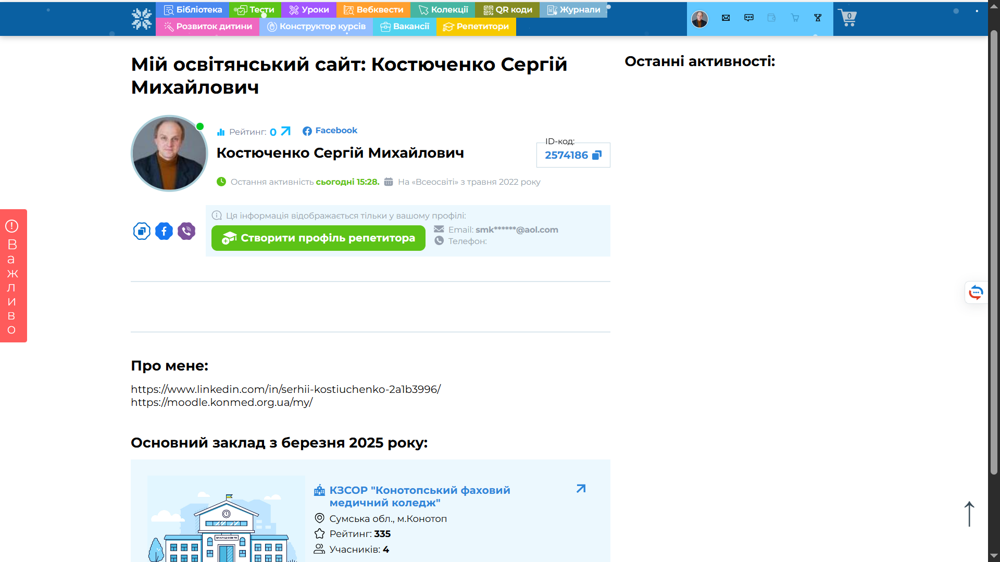 Бібліотека
Тести
Уроки
Вебквести
Колекції
QR коди
Журнали
Розвиток дитини
Конструктор курсів
Вакансії
Репетитори
0
Мій освітянський сайт: Костюченко Сергій
Михайлович
Останні активності:
Рейтинг: 0
Facebook
ID-код:
Костюченко Сергій Михайлович
2574186
Остання активність сьогодні 15:28.
На «Всеосвіті» з травня 2022 року
Важливо
Ця інформація відображається тільки у вашому профілі:
Створити профіль репетитора
Email: smk******@aol.com
Телефон:
Про мене:
https://www.linkedin.com/in/serhii-kostiuchenko-2a1b3996/
https://moodle.konmed.org.ua/my/
Основний заклад з березня 2025 року:
КЗСОР "Конотопський фаховий
медичний коледж"
Сумська обл., м.Конотоп
Рейтинг: 335
Учасників: 4
ЗАКЛАД ОСВІТИ